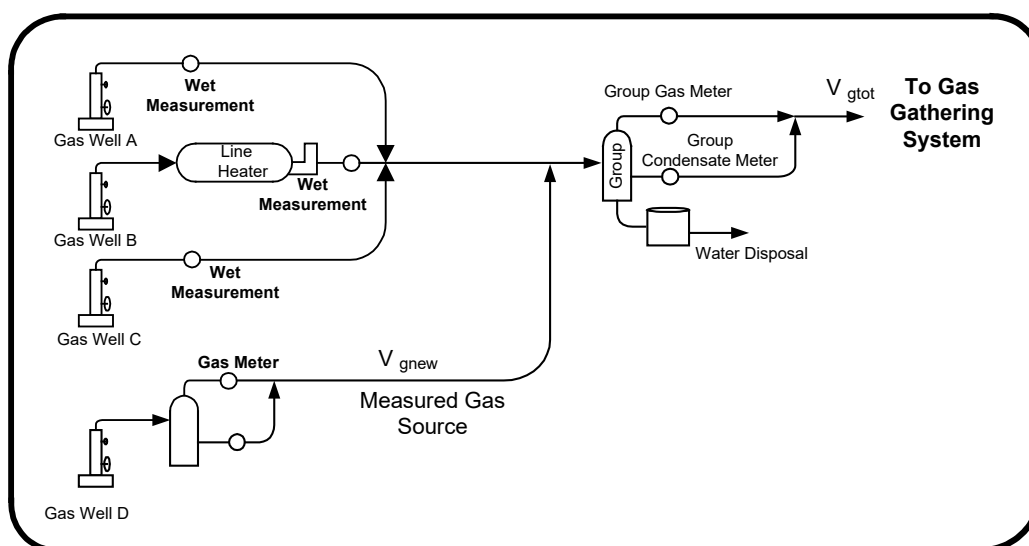 Wet
Measurement
Gas Well A
Line
Heater
Wet
Measurement
Gas Well B
Wet
Measurement
Gas Well C
Group Gas Meter
Group
Condensate Meter
Group
Water Disposal
V gtot
To Gas
Gathering
System
Gas Meter
V gnew
Measured Gas
Source
Gas Well D